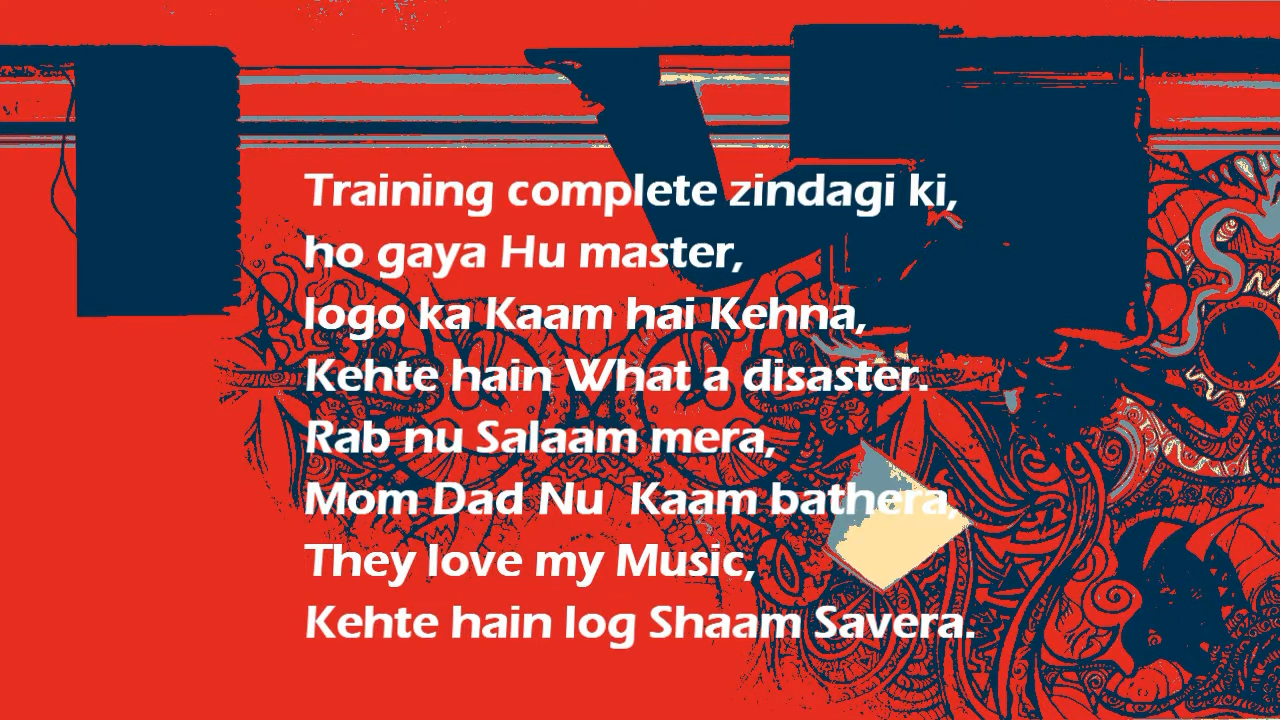 Training complete zindagi ki,
ho gaya Hu master,
logo ka Kaam hai Kehna,
Kehte hain What a disaster.
Rab nu Salaam mera,
Mom Dad Nu  Kaam bathera,
They love my Music,
Kehte hain log Shaam Savera.